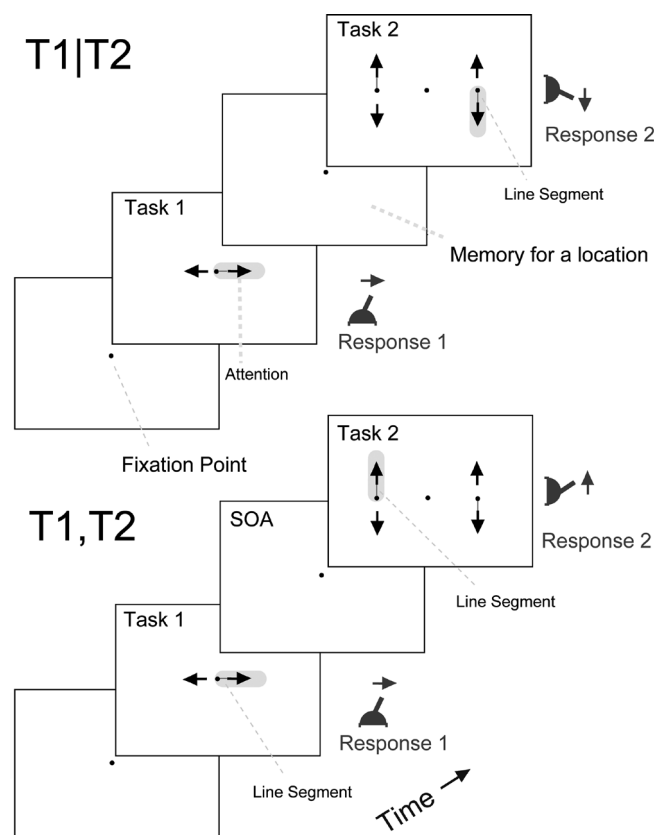 T1|T2
Task 2
Response 2
Line Segment
Task 1
Memory for a location
Response 1
Attention
Fixation Point
Task 2
T1,T2
SOA
Response 2
Line Segment
Task 1
Response 1
Line Segment
Time